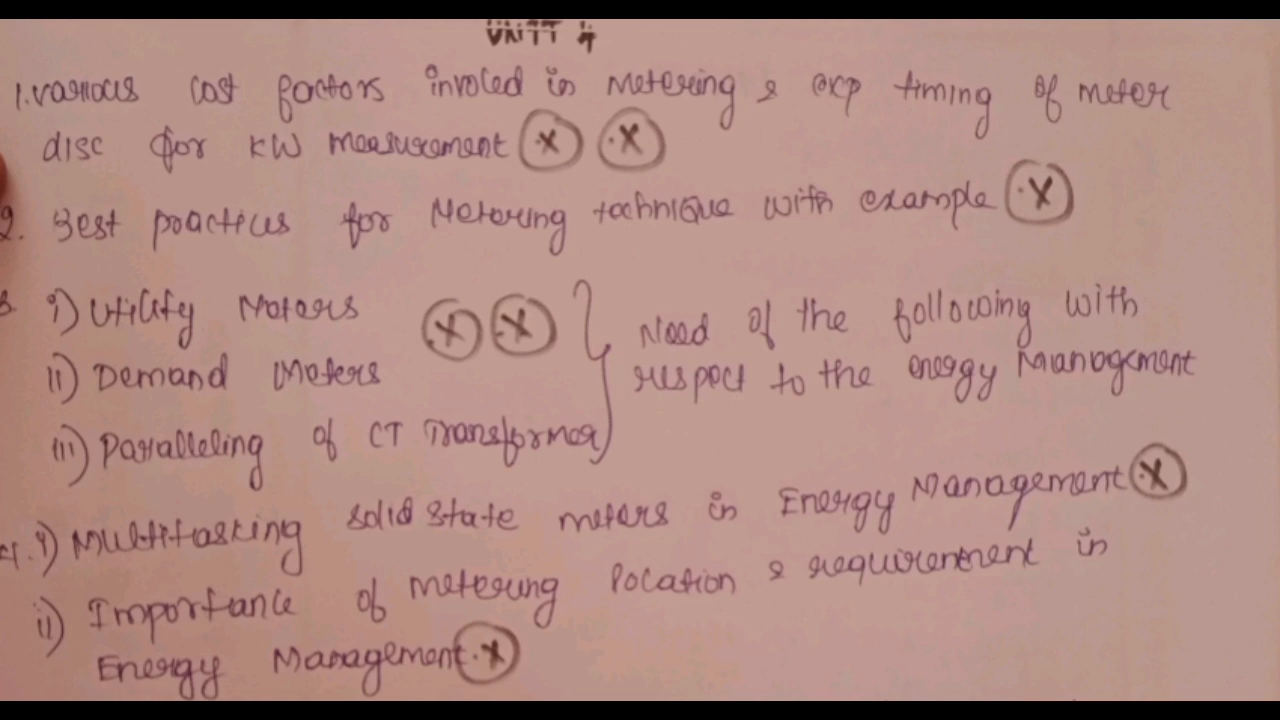 UNIT 4
1. various cost factors involed in Metering & exp timing of meter
disc for KW measurement X X
2. Best practices for Metering technique with example X
3. i) Utility Meters X X
ii) Demand Meters
iii) Paralleling of CT Transformer
Need of the following with
respect to the energy Management
4. i) Multitasking solid state meters in Energy Management X
ii) Importance of metering location & requirement in
Energy Management X